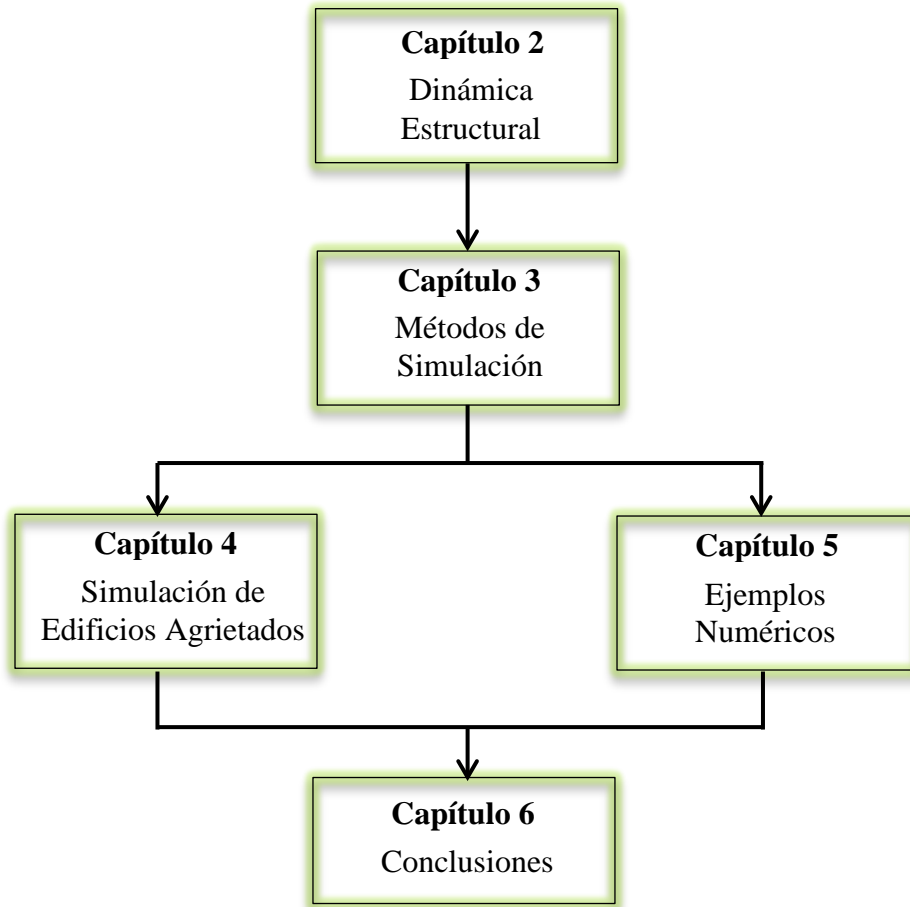 Capítulo 2
Dinámica
Estructural
Capítulo 3
Métodos de
Simulación
Capítulo 4
Simulación de
Edificios Agrietados
Capítulo 5
Ejemplos
Numéricos
Capítulo 6
Conclusiones